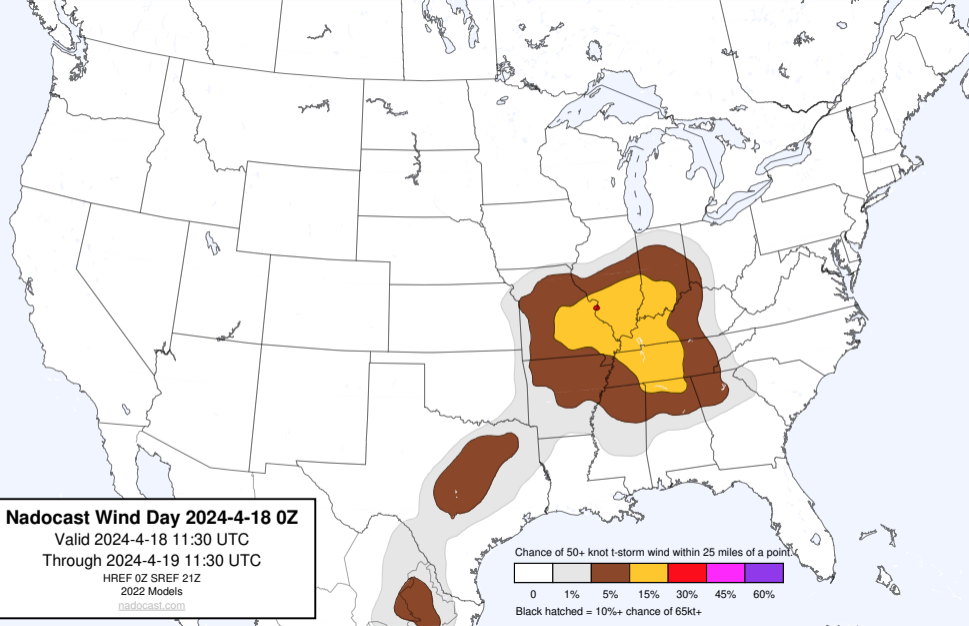 Nadocast Wind Day 2024-4-18 0Z
Valid 2024-4-18 11:30 UTC
Through 2024-4-19 11:30 UTC
HREF 0Z SREF 21Z
2022 Models
nadocast.com
Chance of 50+ knot t-storm wind within 25 miles of a point.
0 1% 5% 15% 30% 45% 60%
Black hatched = 10%+ chance of 65kt+